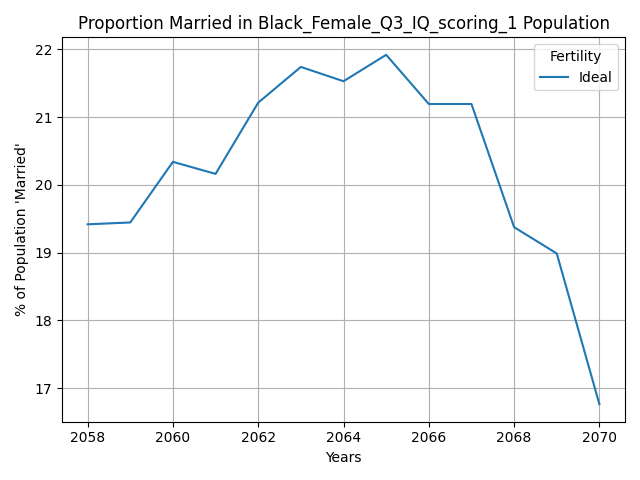 Proportion Married in Black_Female_Q3_IQ_scoring_1 Population
Fertility
Ideal
% of Population 'Married'
22
21
20
19
18
17
2058 2060 2062 2064 2066 2068 2070
Years